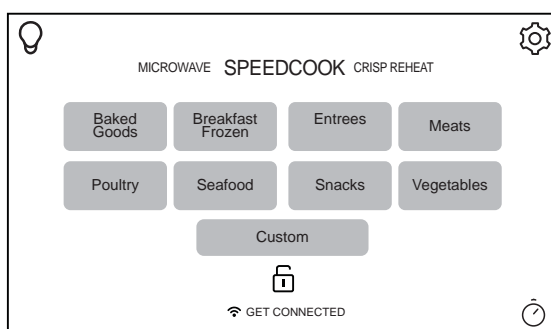 MICROWAVE SPEEDCOOK CRISP REHEAT
Baked
Goods
Breakfast
Frozen
Entrees
Meats
Poultry
Seafood
Snacks
Vegetables
Custom
GET CONNECTED